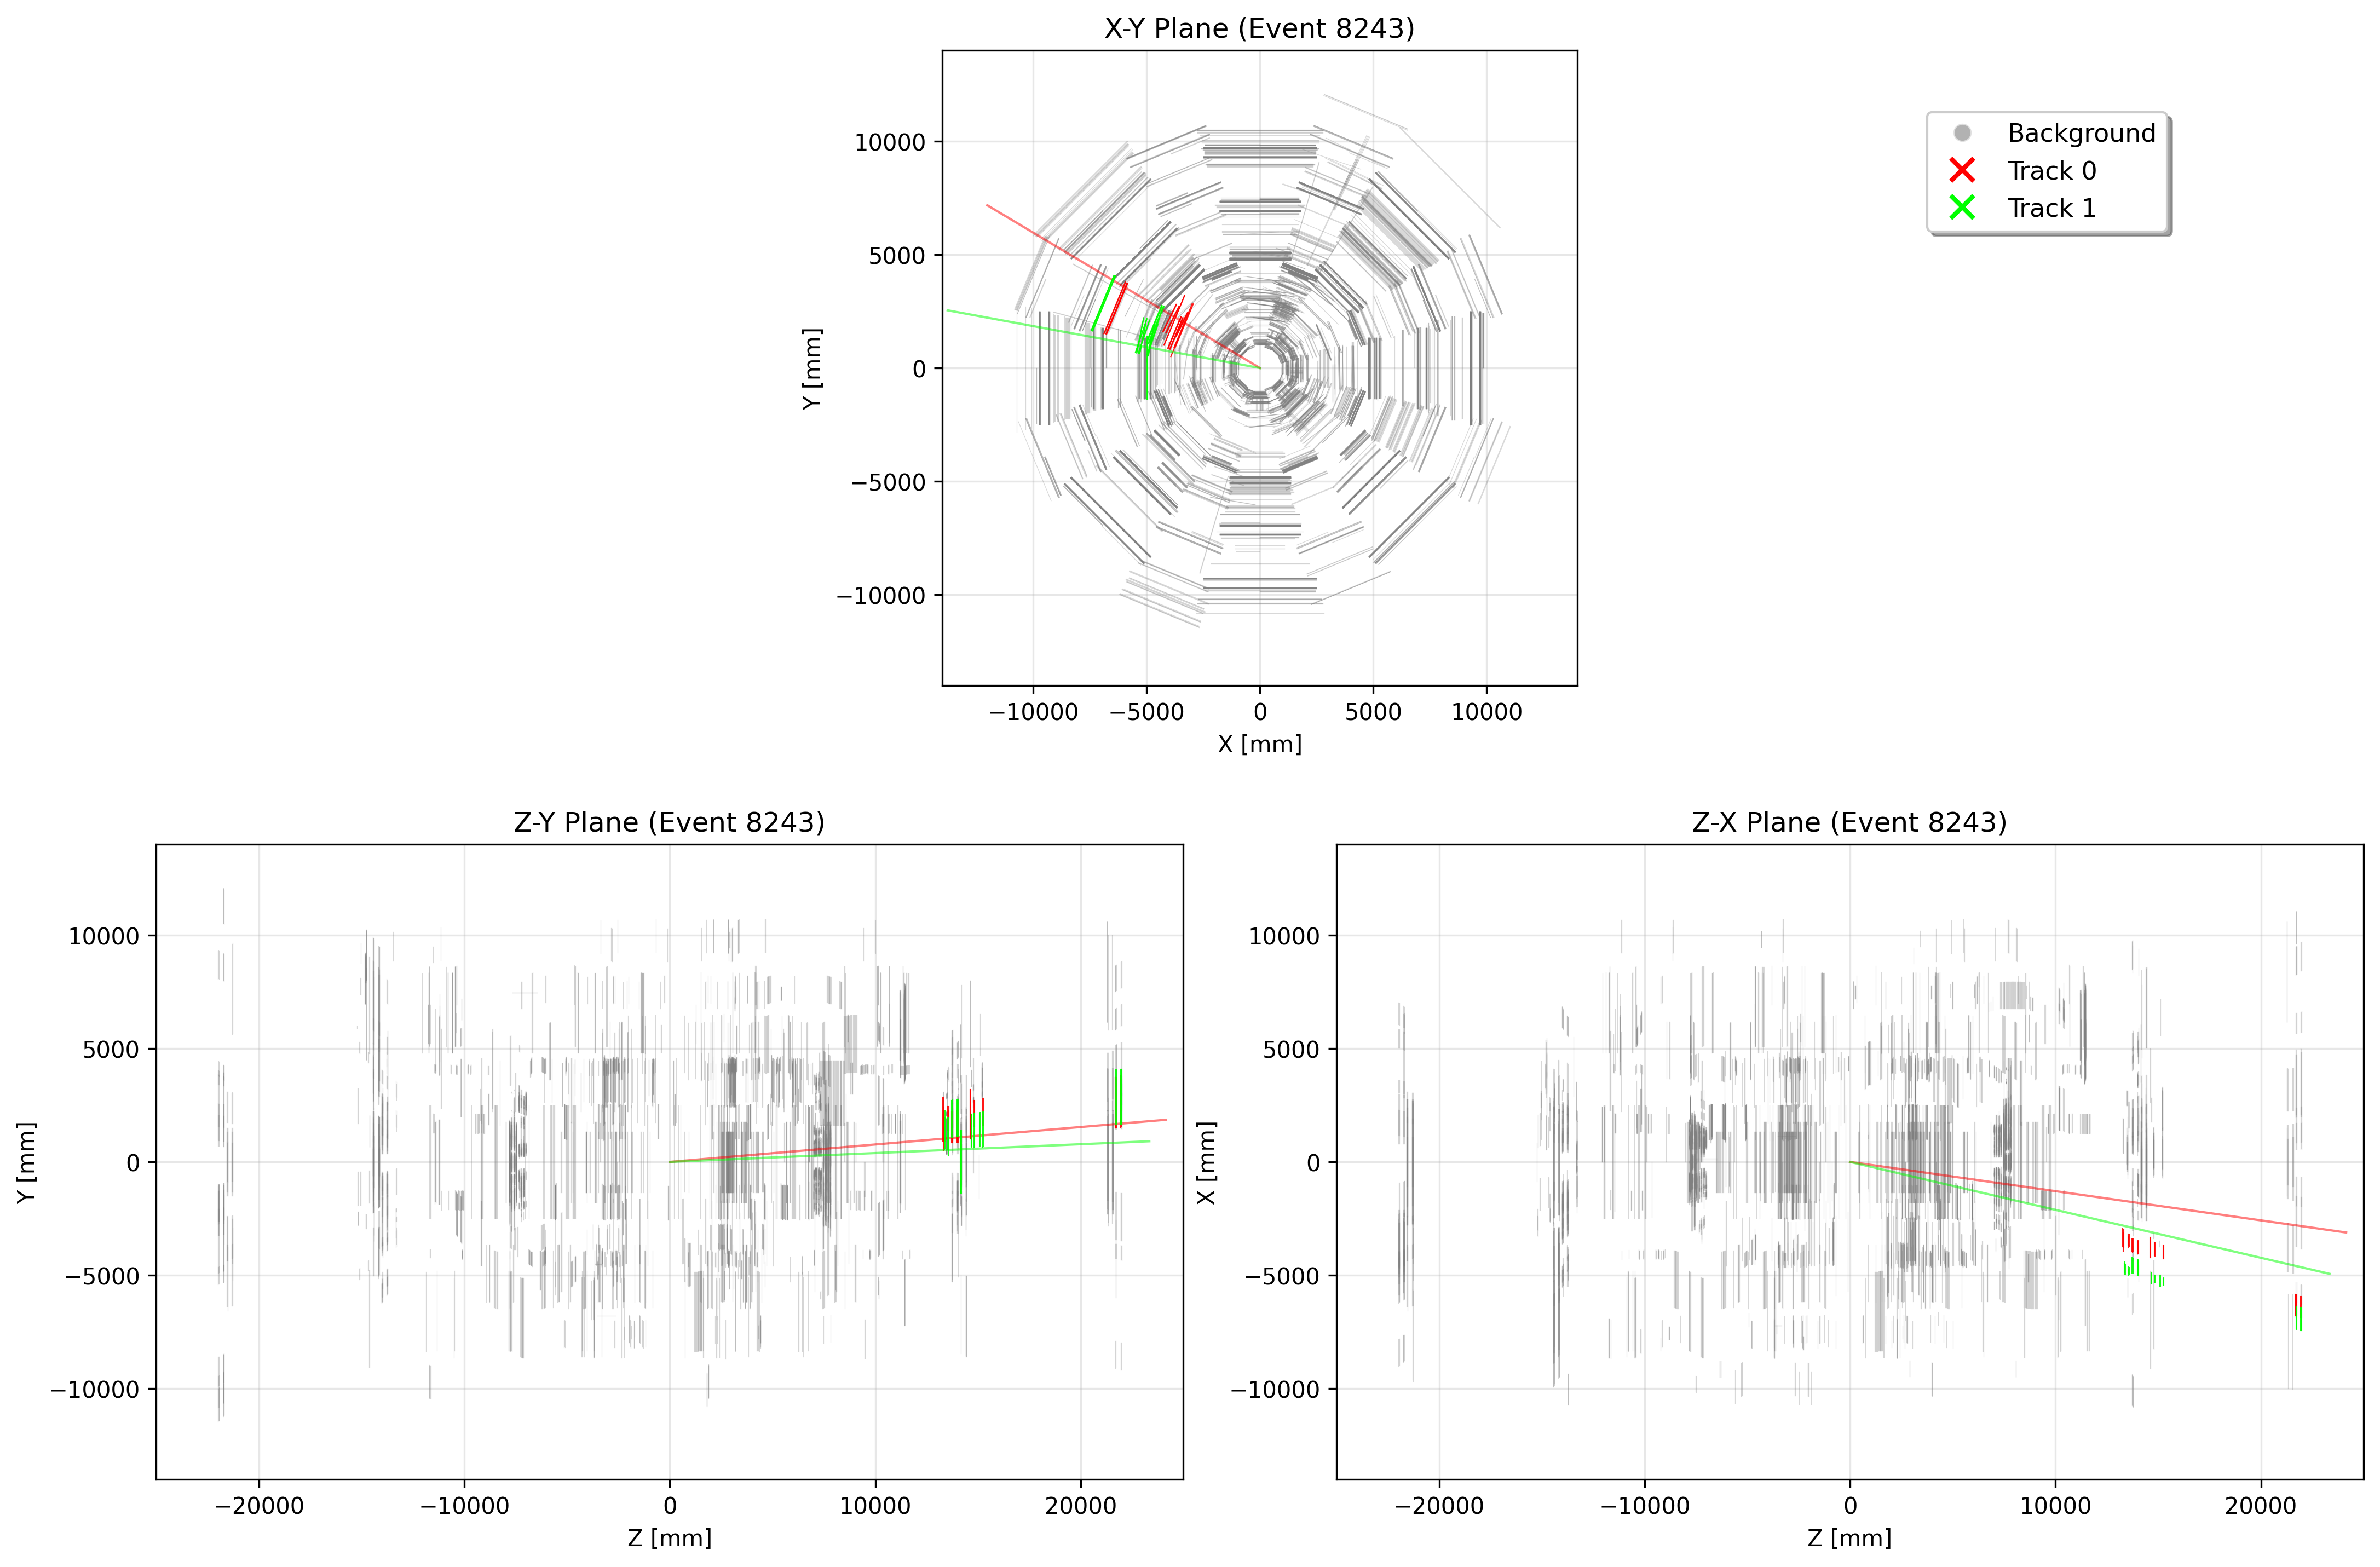 X-Y Plane (Event 8243)
Background
Track 0
Track 1
10000
5000
0
−5000
−10000
Y [mm]
−10000 −5000 0 5000 10000
X [mm]
Z-Y Plane (Event 8243)
10000
5000
0
−5000
−10000
Y [mm]
−20000 −10000 0 10000 20000
Z [mm]
Z-X Plane (Event 8243)
10000
5000
0
−5000
−10000
X [mm]
−20000 −10000 0 10000 20000
Z [mm]